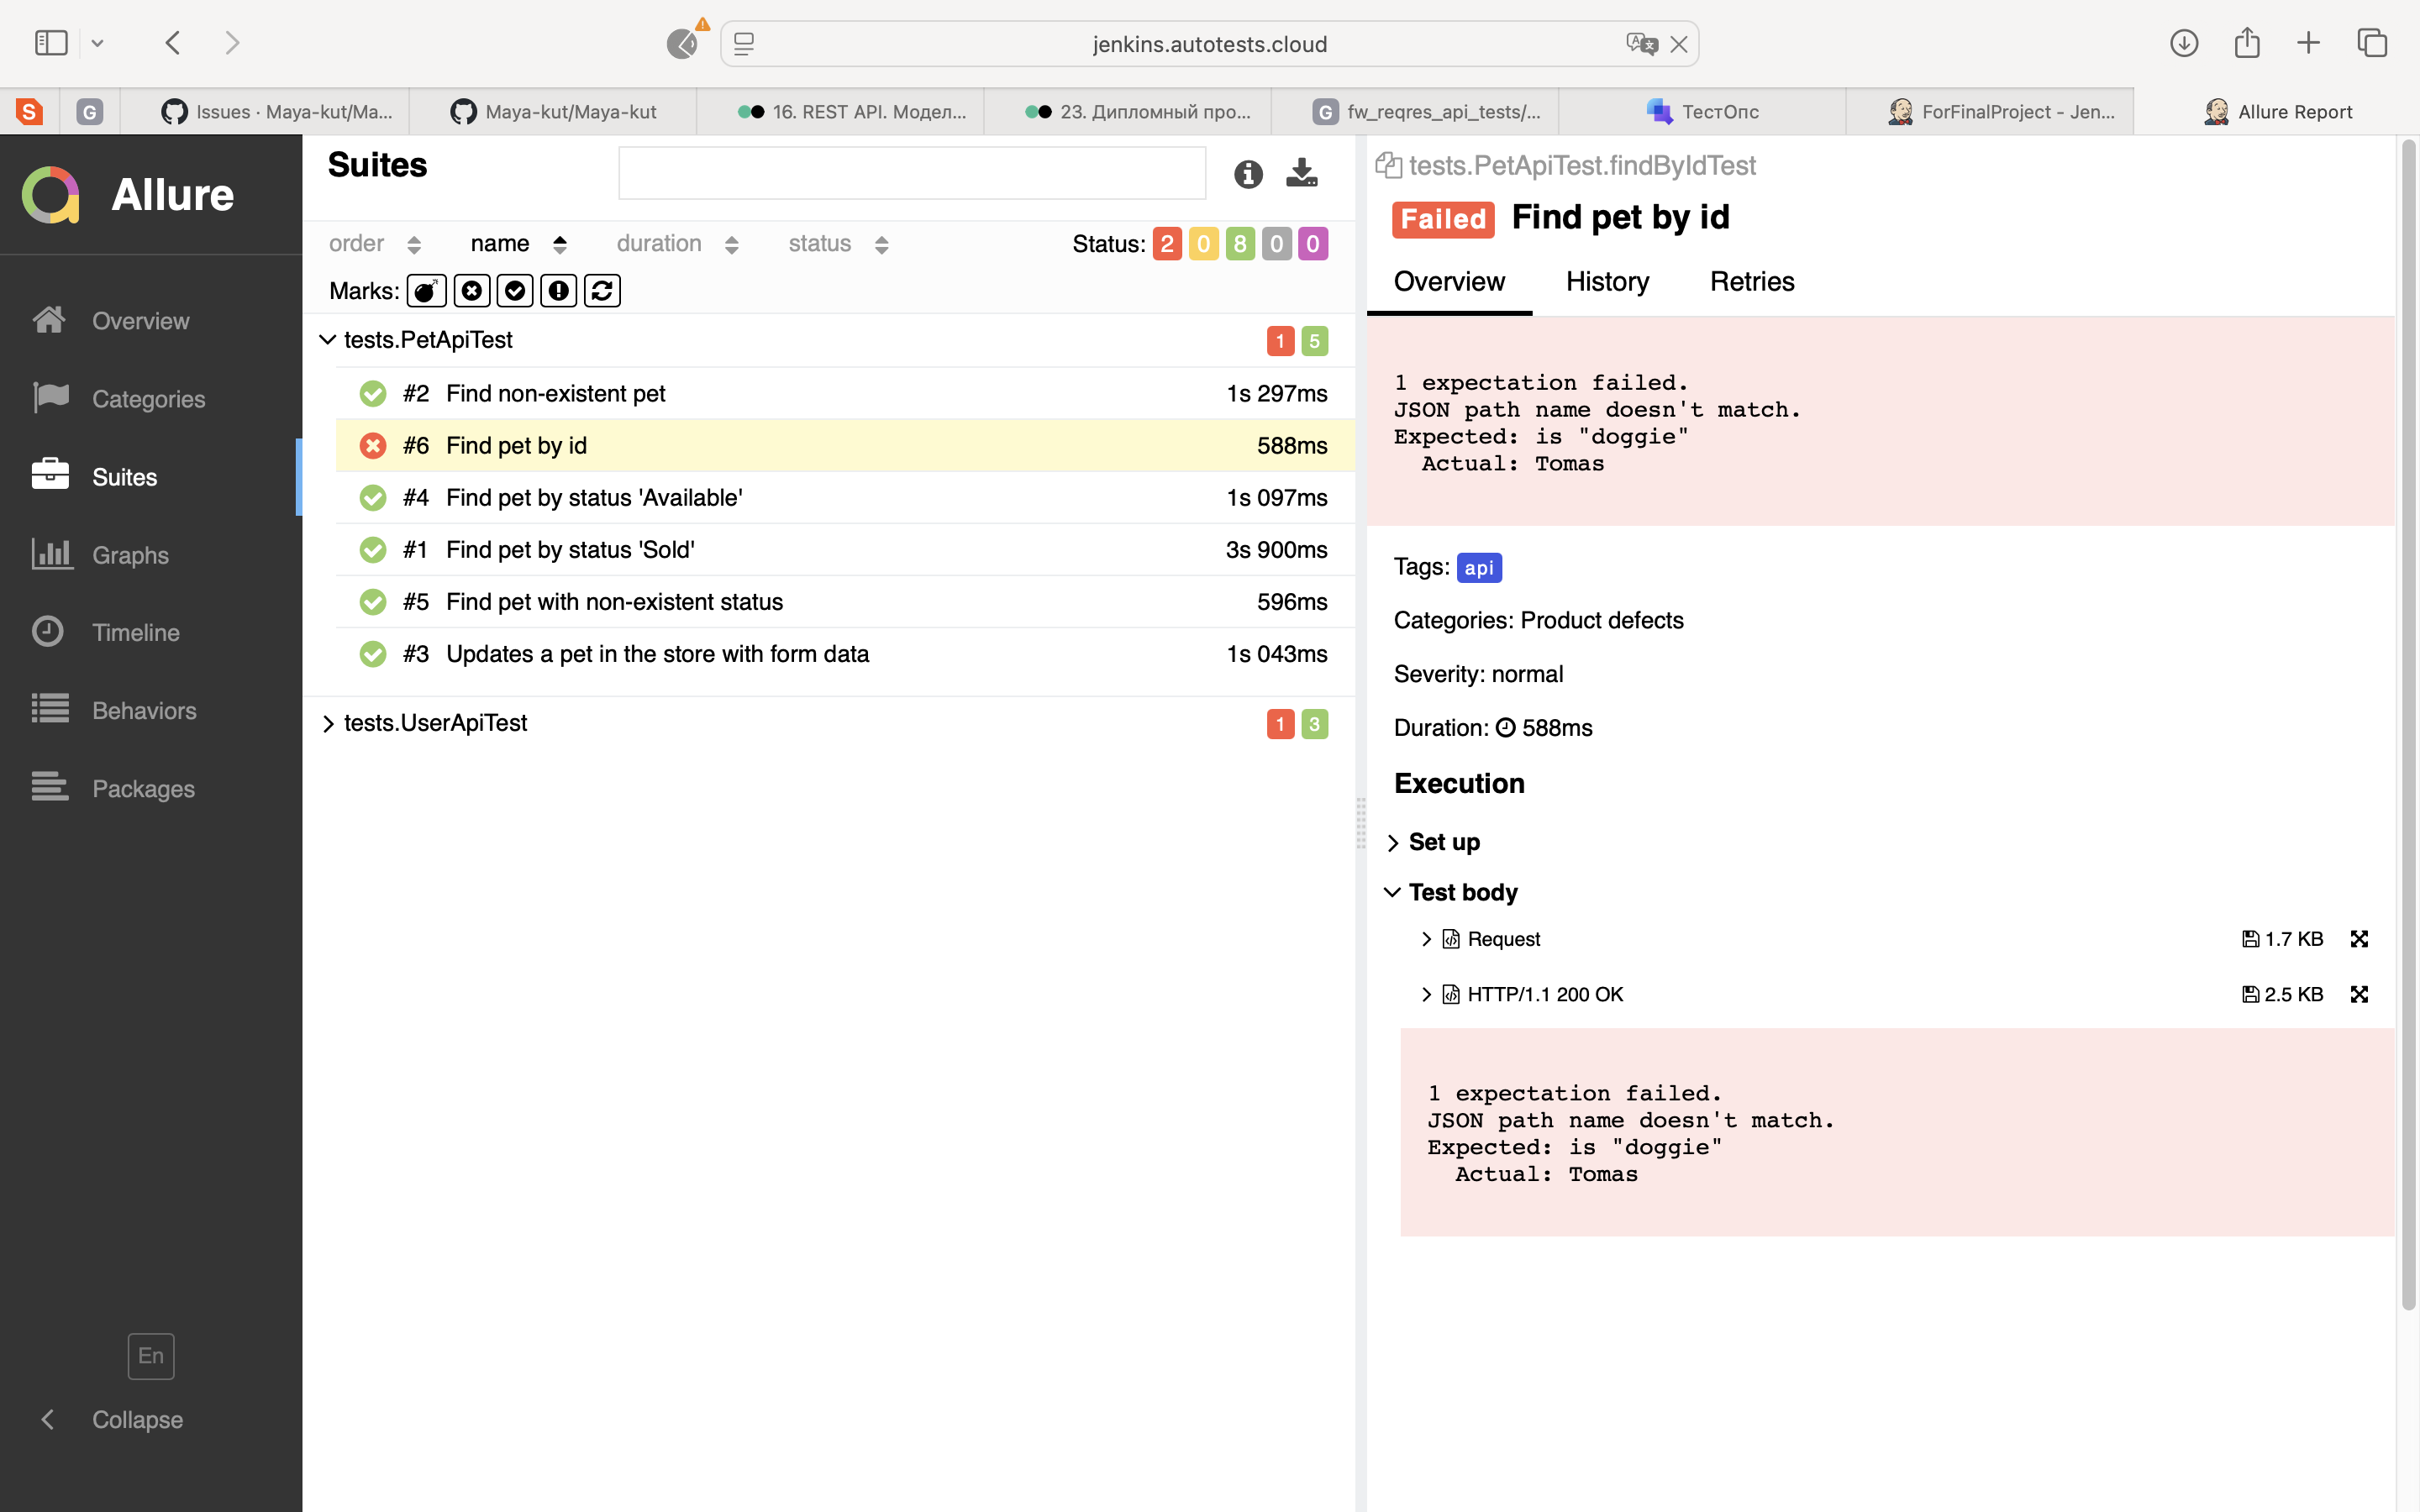 jenkins.autotests.cloud
S
G
Issues · Maya-kut/Ma...
Maya-kut/Maya-kut
16. REST API. Модел...
23. Дипломный про...
G fw_reqres_api_tests/...
ТестОпс
ForFinalProject - Jen...
Allure Report
Allure
Overview
Categories
Suites
Graphs
Timeline
Behaviors
Packages
En
Collapse
Suites
order name duration status Status: 2 0 8 0 0
Marks:
tests.PetApiTest 1 5
#2 Find non-existent pet 1s 297ms
#6 Find pet by id 588ms
#4 Find pet by status 'Available' 1s 097ms
#1 Find pet by status 'Sold' 3s 900ms
#5 Find pet with non-existent status 596ms
#3 Updates a pet in the store with form data 1s 043ms
tests.UserApiTest 1 3
tests.PetApiTest.findByIdTest
Failed Find pet by id
Overview History Retries
1 expectation failed.
JSON path name doesn't match.
Expected: is "doggie"
Actual: Tomas
Tags: api
Categories: Product defects
Severity: normal
Duration: 588ms
Execution
Set up
Test body
Request 1.7 KB
HTTP/1.1 200 OK 2.5 KB
1 expectation failed.
JSON path name doesn't match.
Expected: is "doggie"
Actual: Tomas